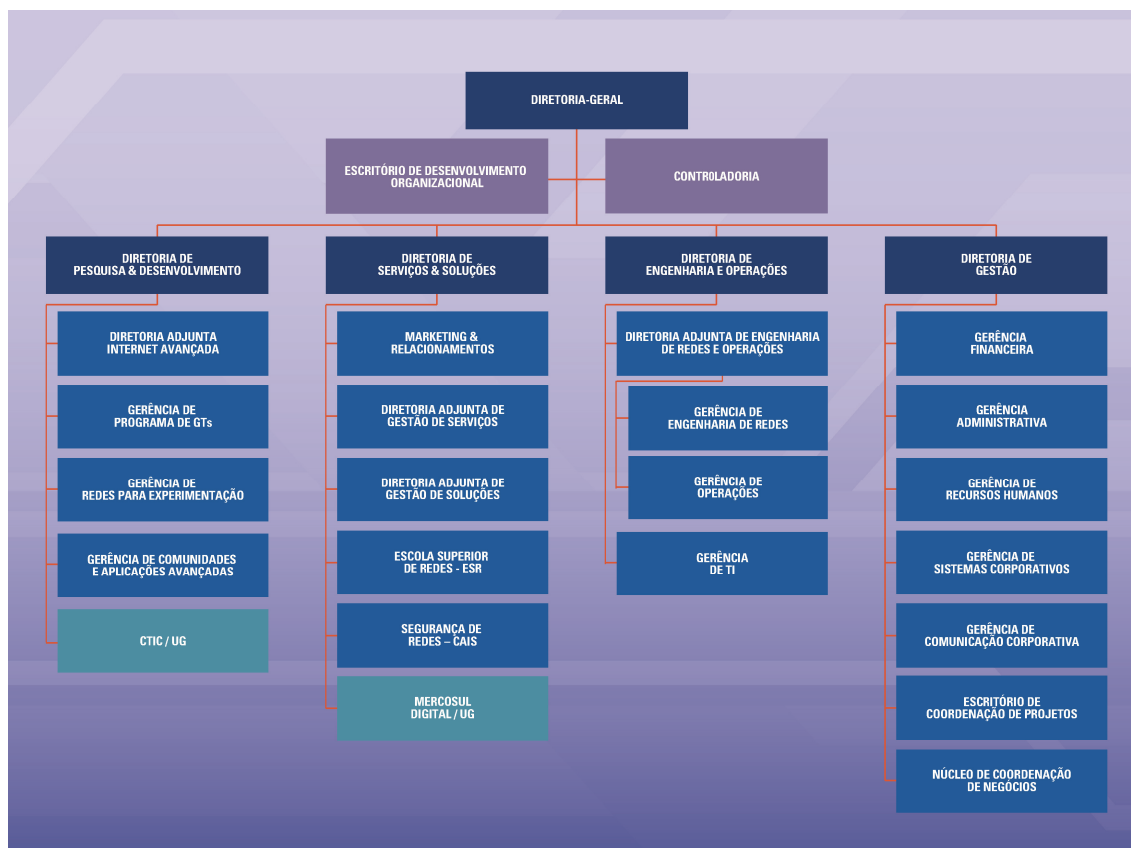 DIRETORIA-GERAL
ESCRITÓRIO DE DESENVOLVIMENTO
ORGANIZACIONAL
CONTR0LADORIA
DIRETORIA DE
PESQUISA & DESENVOLVIMENTO
DIRETORIA ADJUNTA
INTERNET AVANÇADA
GERÊNCIA DE
PROGRAMA DE GTs
GERÊNCIA DE
REDES PARA EXPERIMENTAÇÃO
GERÊNCIA DE COMUNIDADES
E APLICAÇÕES AVANÇADAS
CTIC / UG
DIRETORIA DE
SERVIÇOS & SOLUÇÕES
MARKETING &
RELACIONAMENTOS
DIRETORIA ADJUNTA DE
GESTÃO DE SERVIÇOS
DIRETORIA ADJUNTA DE
GESTÃO DE SOLUÇÕES
ESCOLA SUPERIOR
DE REDES - ESR
SEGURANÇA DE
REDES – CAIS
MERCOSUL
DIGITAL / UG
DIRETORIA DE
ENGENHARIA E OPERAÇÕES
DIRETORIA ADJUNTA DE ENGENHARIA
DE REDES E OPERAÇÕES
GERÊNCIA DE
ENGENHARIA DE REDES
GERÊNCIA DE
OPERAÇÕES
GERÊNCIA
DE TI
DIRETORIA DE
GESTÃO
GERÊNCIA
FINANCEIRA
GERÊNCIA
ADMINISTRATIVA
GERÊNCIA DE
RECURSOS HUMANOS
GERÊNCIA DE
SISTEMAS CORPORATIVOS
GERÊNCIA DE
COMUNICAÇÃO CORPORATIVA
ESCRITÓRIO DE
COORDENAÇÃO DE PROJETOS
NÚCLEO DE COORDENAÇÃO
DE NEGÓCIOS